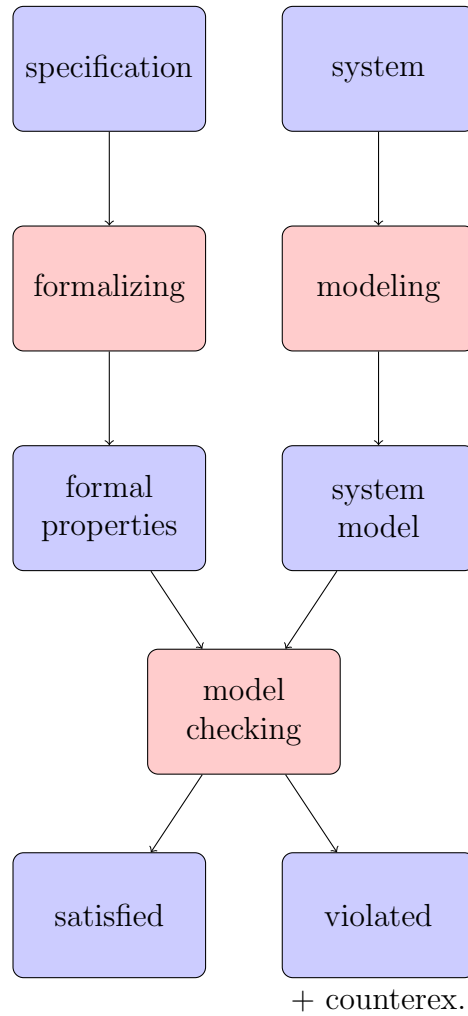 specification
system
formalizing
modeling
formal
properties
system
model
model
checking
satisfied
violated
+ counterex.